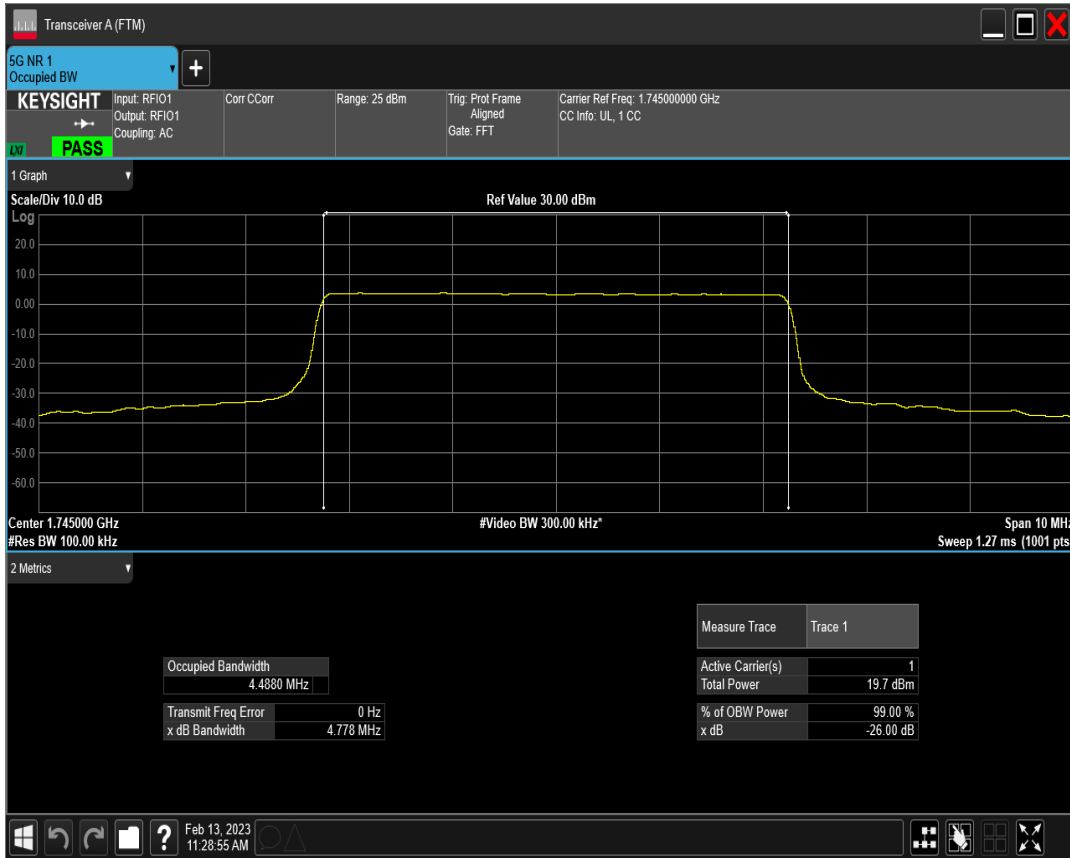 Transceiver A (FTM)
5G NR 1
Occupied BW
+
KEYSIGHT
LXI
PASS
Input: RFIO1
Output: RFIO1
Coupling: AC
Corr CCorr
Range: 25 dBm
Trig: Prot Frame
Aligned
Gate: FFT
Carrier Ref Freq: 1.745000000 GHz
CC Info: UL, 1 CC
1 Graph
Scale/Div 10.0 dB
Ref Value 30.00 dBm
Log
20.0
10.0
0.00
-10.0
-20.0
-30.0
-40.0
-50.0
-60.0
Center 1.745000 GHz
#Video BW 300.00 kHz*
Span 10 MHz
#Res BW 100.00 kHz
Sweep 1.27 ms (1001 pts
2 Metrics
Measure Trace Trace 1
Occupied Bandwidth
4.4880 MHz
Active Carrier(s) 1
Total Power 19.7 dBm
Transmit Freq Error 0 Hz
x dB Bandwidth 4.778 MHz
% of OBW Power 99.00 %
x dB -26.00 dB
?
Feb 13, 2023
11:28:55 AM